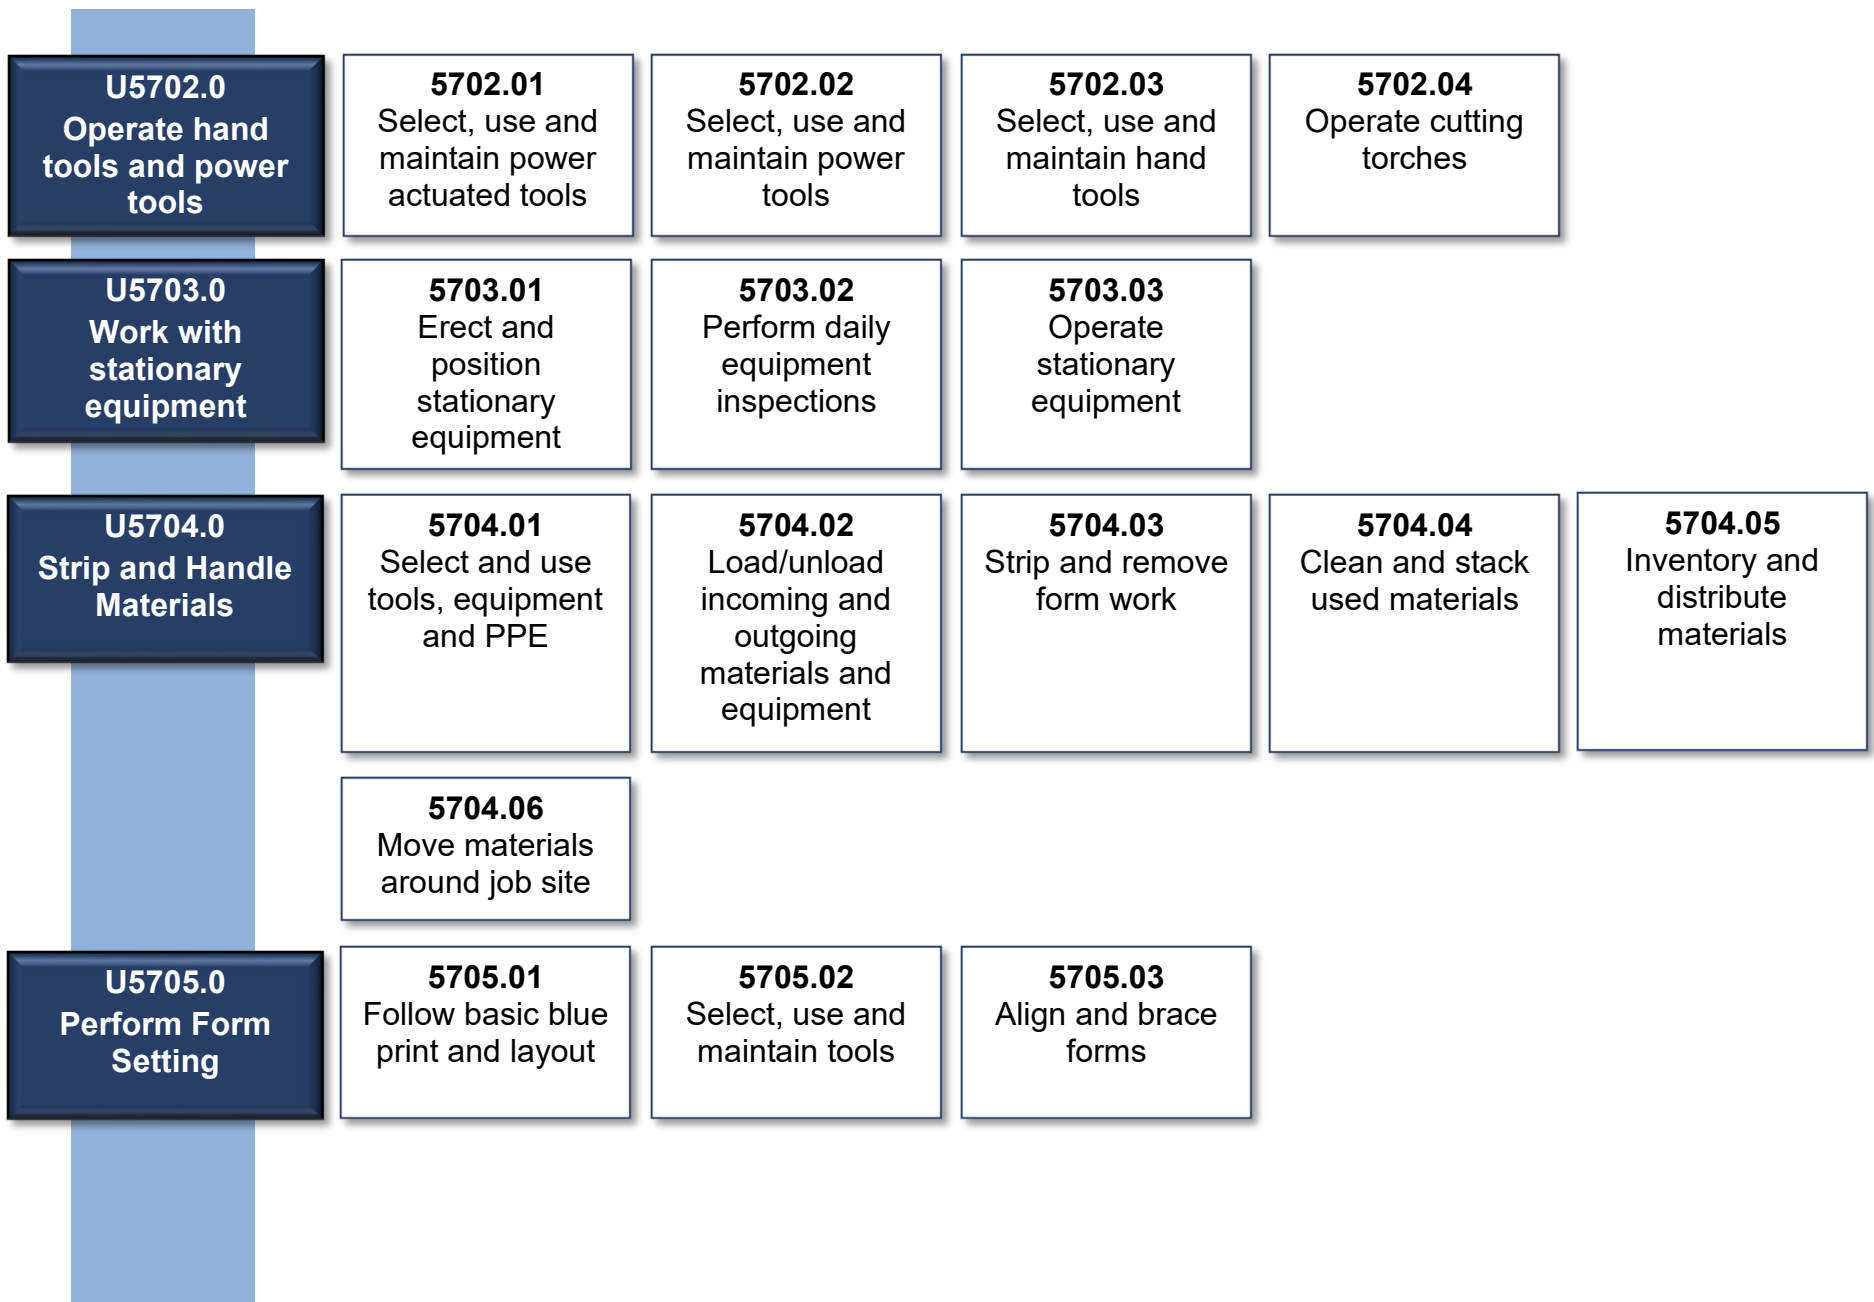 U5702.0
Operate hand
tools and power
tools
5702.01
Select, use and
maintain power
actuated tools
5702.02
Select, use and
maintain power
tools
5702.03
Select, use and
maintain hand
tools
5702.04
Operate cutting
torches
U5703.0
Work with
stationary
equipment
5703.01
Erect and
position
stationary
equipment
5703.02
Perform daily
equipment
inspections
5703.03
Operate
stationary
equipment
U5704.0
Strip and Handle
Materials
5704.01
Select and use
tools, equipment
and PPE
5704.02
Load/unload
incoming and
outgoing
materials and
equipment
5704.03
Strip and remove
form work
5704.04
Clean and stack
used materials
5704.05
Inventory and
distribute
materials
5704.06
Move materials
around job site
U5705.0
Perform Form
Setting
5705.01
Follow basic blue
print and layout
5705.02
Select, use and
maintain tools
5705.03
Align and brace
forms